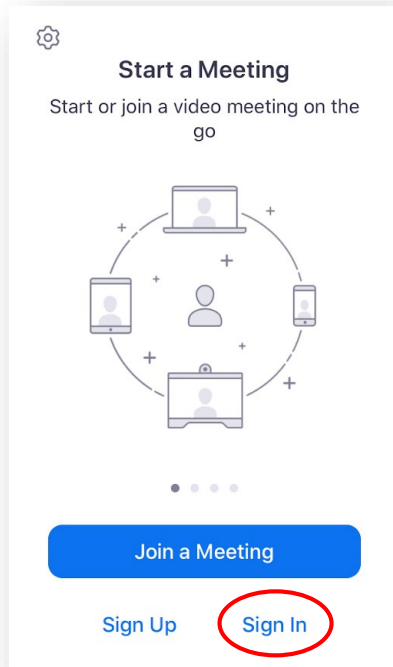 Start a Meeting
Start or join a video meeting on the
go
Join a Meeting
Sign Up Sign In